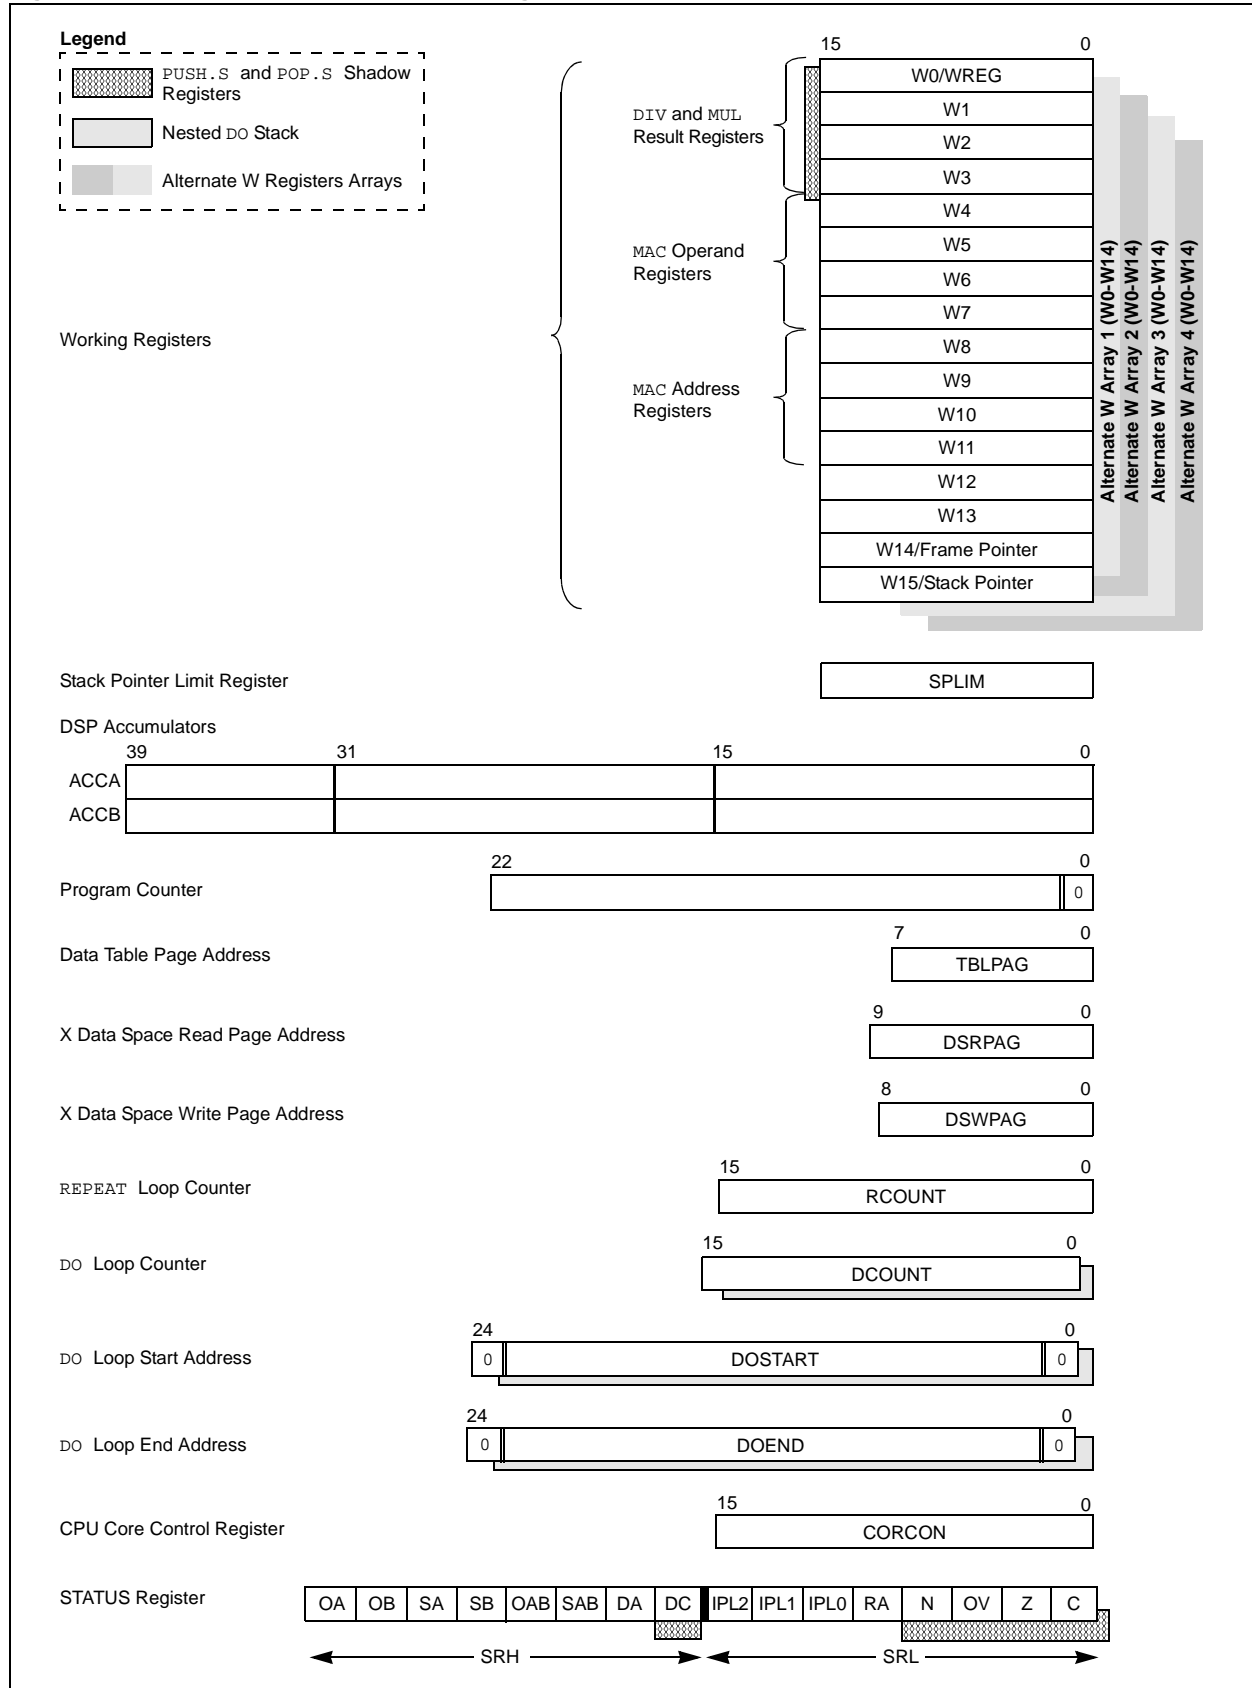 Legend
PUSH.S and POP.S Shadow
Registers
Nested DO Stack
Alternate W Registers Arrays
Working Registers
DIV and MUL
Result Registers
MAC Operand
Registers
MAC Address
Registers
15 0
W0/WREG
W1
W2
W3
W4
W5
W6
W7
W8
W9
W10
W11
W12
W13
W14/Frame Pointer
W15/Stack Pointer
Alternate W Array 1 (W0-W14)
Alternate W Array 2 (W0-W14)
Alternate W Array 3 (W0-W14)
Alternate W Array 4 (W0-W14)
Stack Pointer Limit Register
SPLIM
DSP Accumulators
39 31 15 0
ACCA
ACCB
22 0
Program Counter
0
7 0
Data Table Page Address
TBLPAG
9 0
X Data Space Read Page Address
DSRPAG
8 0
X Data Space Write Page Address
DSWPAG
15 0
REPEAT Loop Counter
RCOUNT
15 0
DO Loop Counter
DCOUNT
24 0
DO Loop Start Address
0 DOSTART 0
24 0
DO Loop End Address
0 DOEND 0
15 0
CPU Core Control Register
CORCON
STATUS Register
OA OB SA SB OAB SAB DA DC IPL2 IPL1 IPL0 RA N OV Z C
SRH SRL